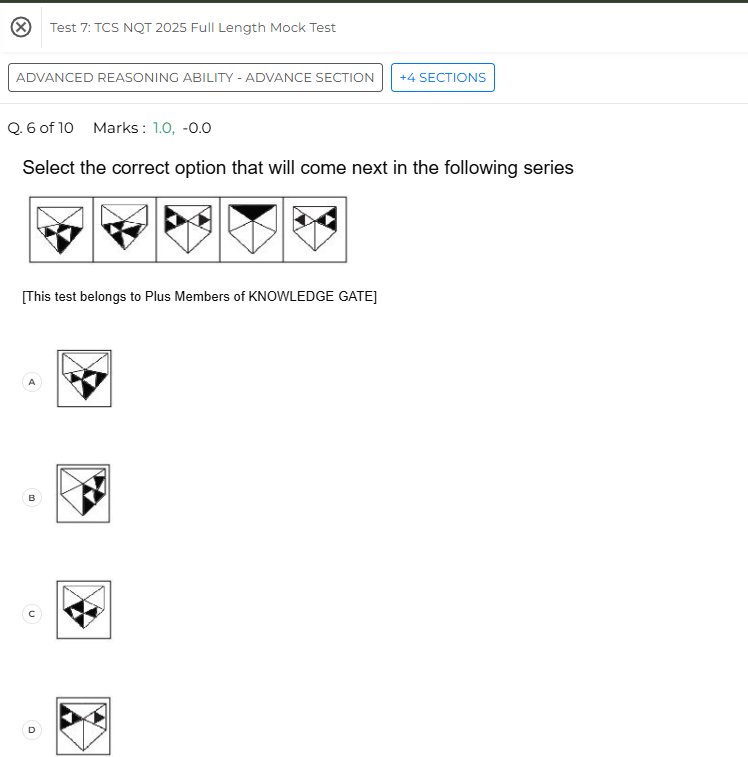 Test 7: TCS NQT 2025 Full Length Mock Test
ADVANCED REASONING ABILITY - ADVANCE SECTION +4 SECTIONS
Q. 6 of 10 Marks : 1.0, -0.0
Select the correct option that will come next in the following series
[This test belongs to Plus Members of KNOWLEDGE GATE]
A
B
C
D